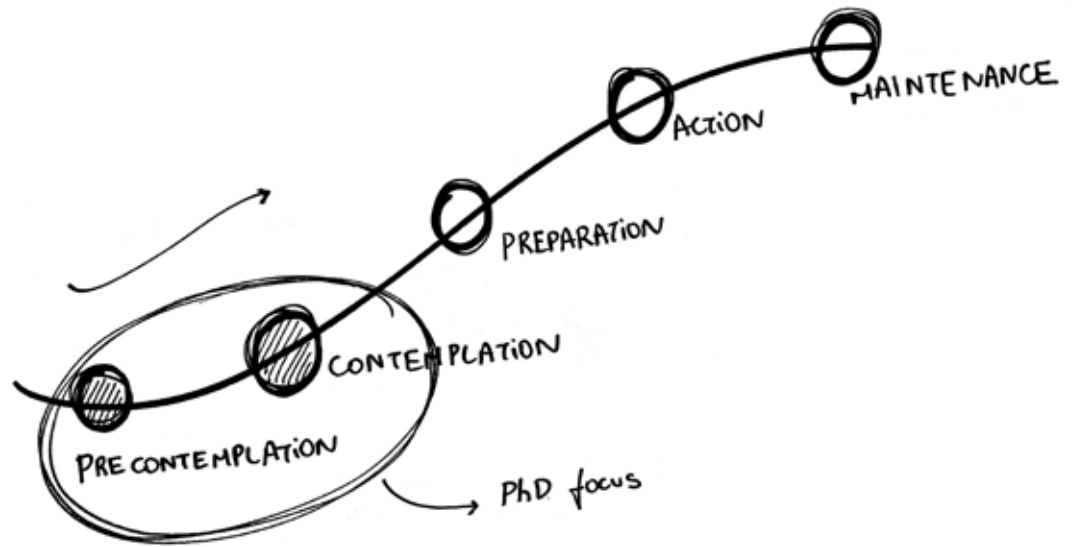 MAINTENANCE
ACTiON
PREPARATiON
CONTEMPLATiON
PRECONTEMPLATiON
PhD focus